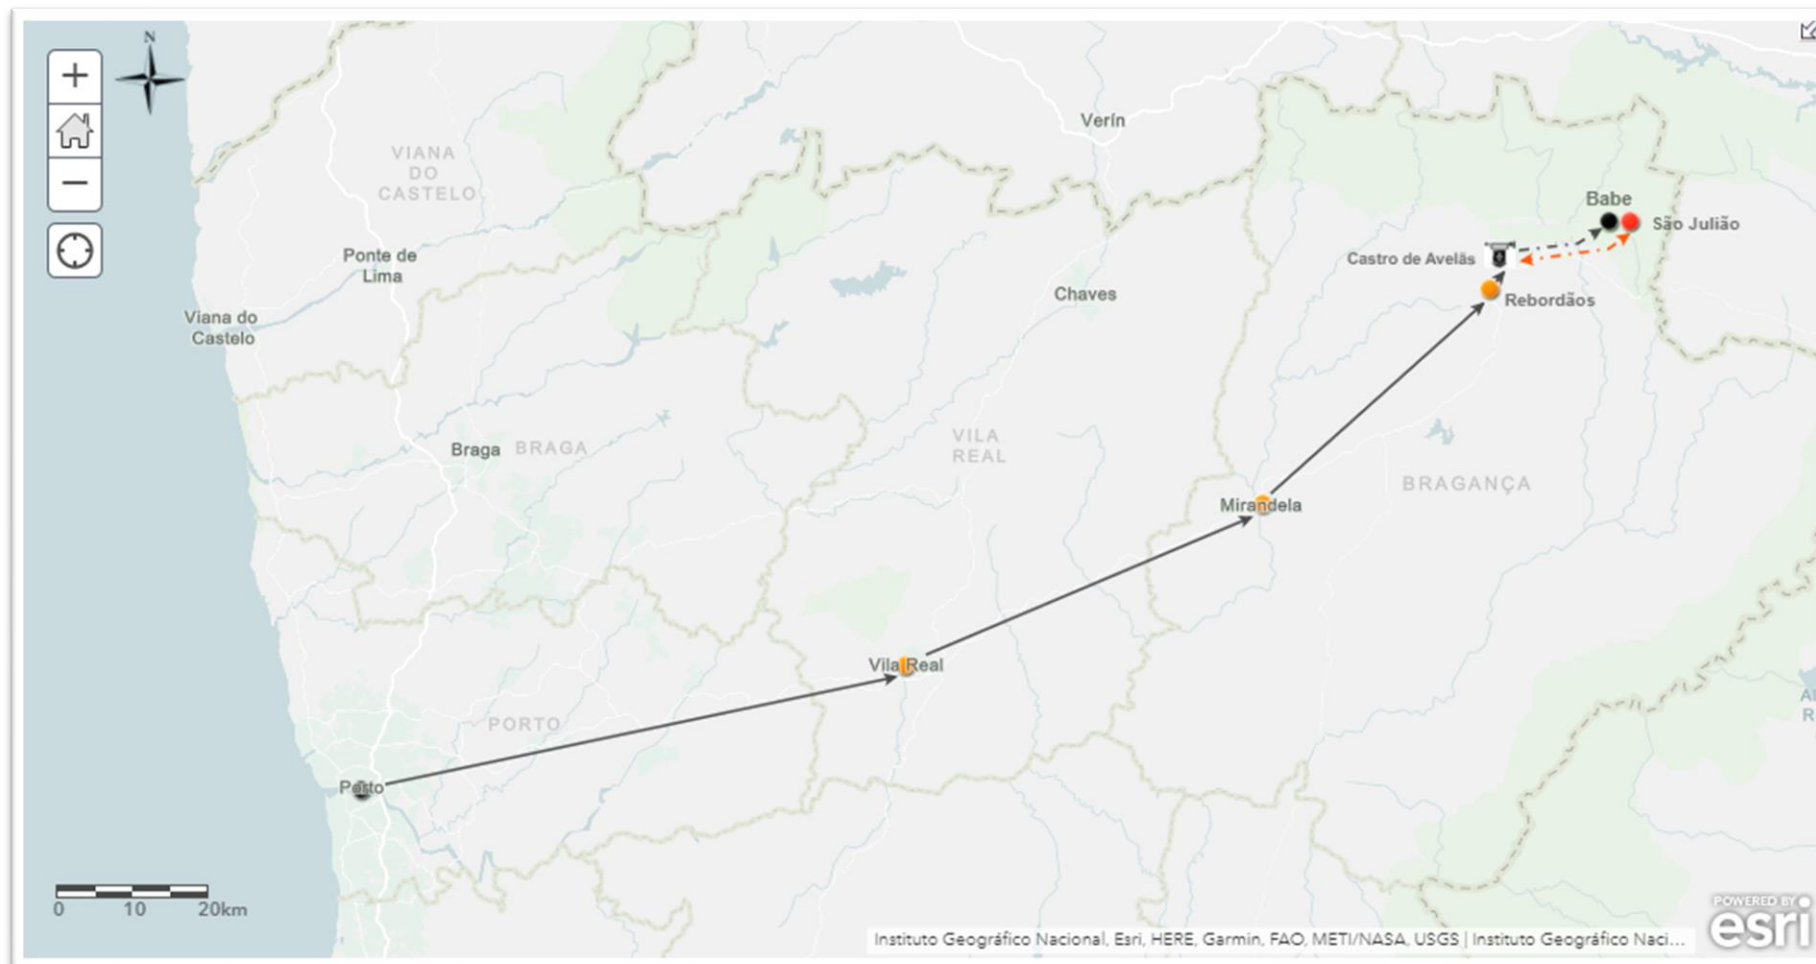 N
+
−
Verín
VIANA
DO
CASTELO
Babe
São Julião
Ponte de
Lima
Castro de Avelãs
Chaves
Rebordãos
Viana do
Castelo
VILA
REAL
Braga
BRAGA
BRAGANÇA
Mirandela
Vila Real
PORTO
Porto
0 10 20km
POWERED BY
esri
Instituto Geográfico Nacional, Esri, HERE, Garmin, FAO, METI/NASA, USGS | Instituto Geográfico Naci...